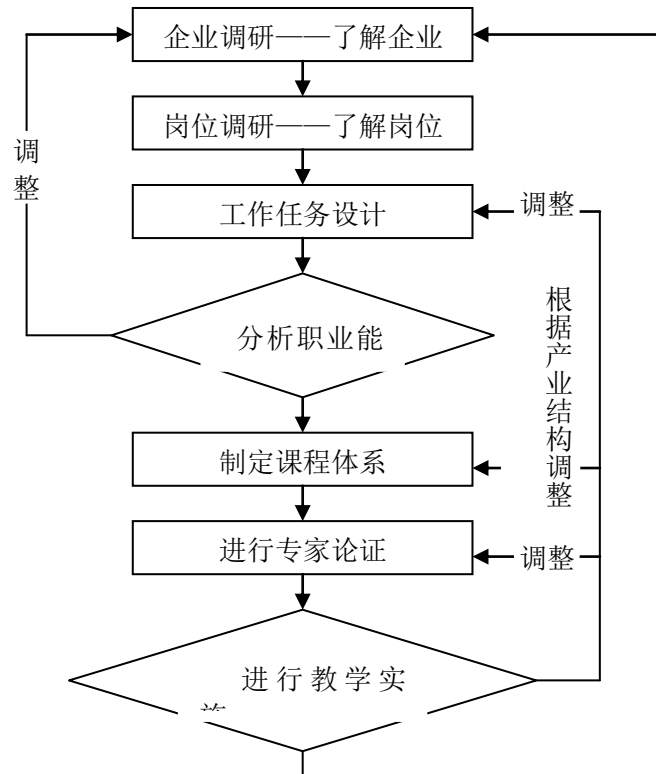 企业调研——了解企业
岗位调研——了解岗位
调整
工作任务设计
调整
分析职业能
根据产业结构调整
制定课程体系
进行专家论证
调整
进行教学实